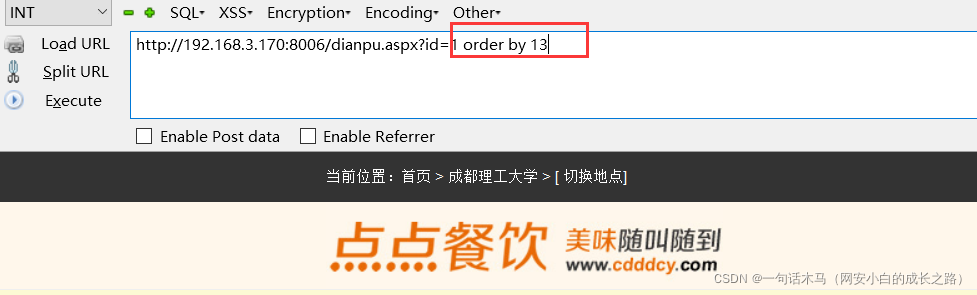 INT SQL▾ XSS▾ Encryption▾ Encoding▾ Other▾
Load URL http://192.168.3.170:8006/dianpu.aspx?id=1 order by 13
Split URL
Execute
Enable Post data Enable Referrer
当前位置：首页 > 成都理工大学 > [ 切换地点]
点点餐饮 美味随叫随到
www.cdddcy.com
CSDN @一句话木马（网安小白的成长之路）